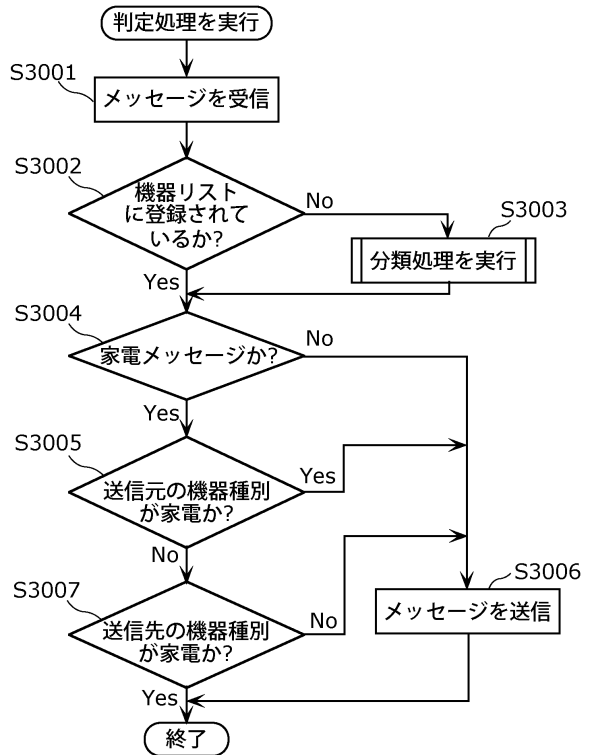 判定処理を実行
S3001
メッセージを受信
S3002
機器リスト
に登録されて
いるか?
No
S3003
分類処理を実行
Yes
S3004
家電メッセージか?
No
Yes
S3005
送信元の機器種別
が家電か?
Yes
No
S3007
送信先の機器種別
が家電か?
No
S3006
メッセージを送信
Yes
終了